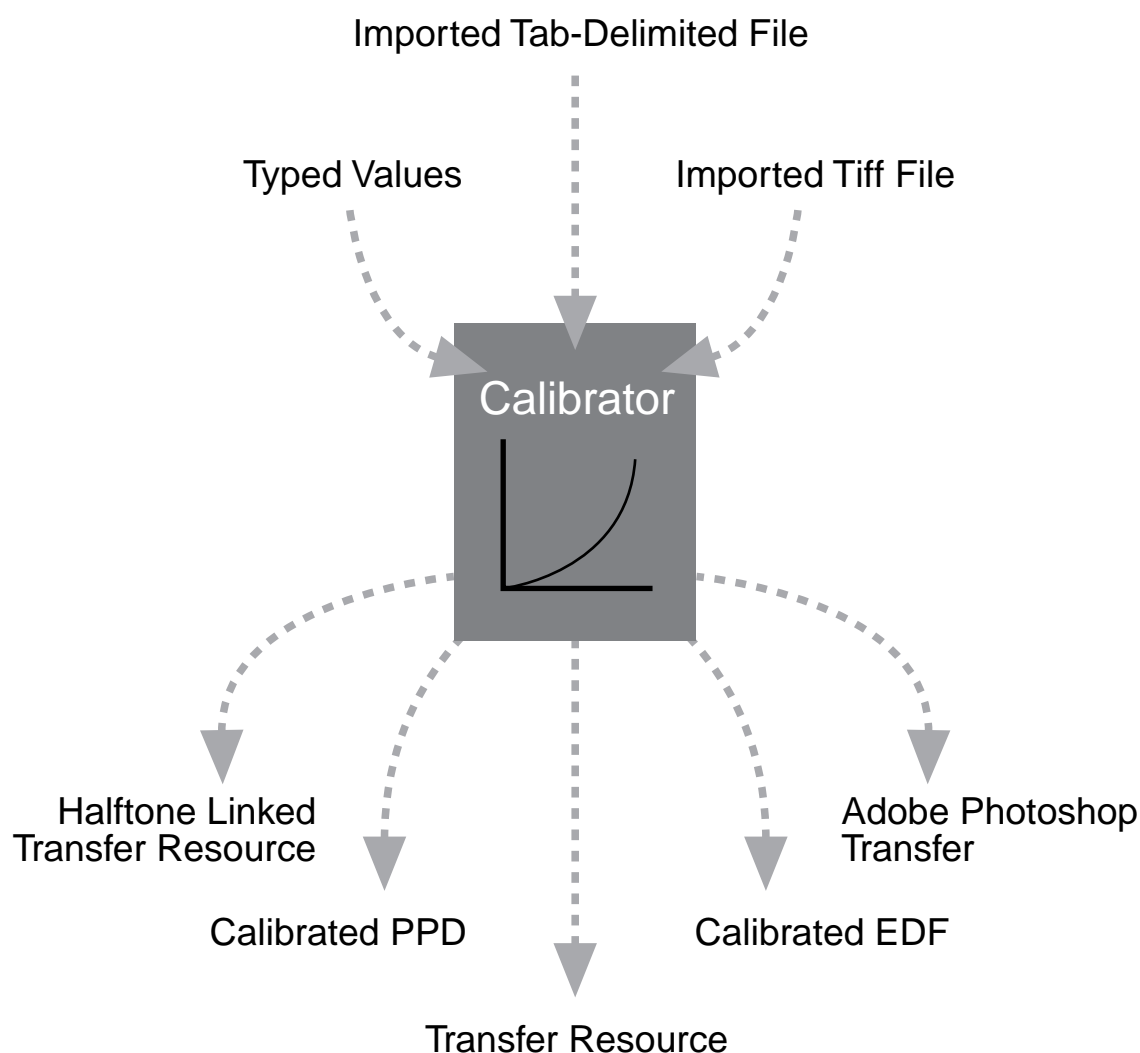 Imported Tab-Delimited File
Typed Values
Imported Tiff File
Calibrator
Halftone Linked
Transfer Resource
Adobe Photoshop
Transfer
Calibrated PPD
Calibrated EDF
Transfer Resource